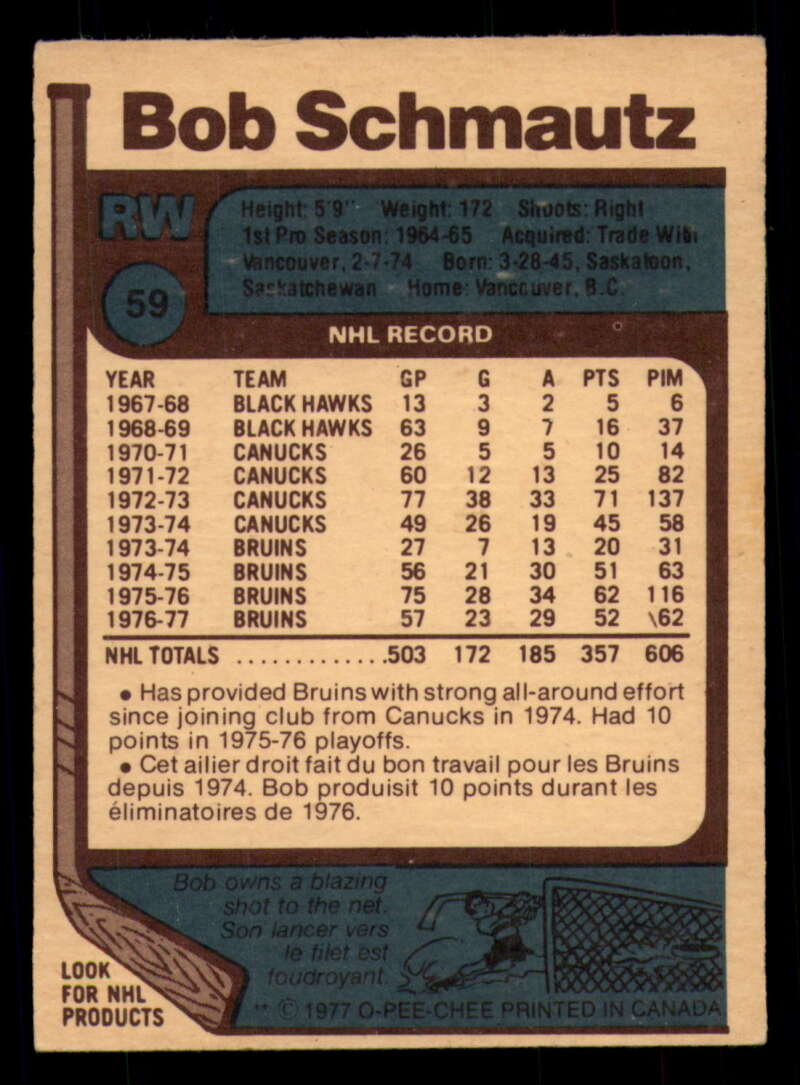 Bob Schmautz
RW
59
Height: 5'9" Weight: 172 Shoots: Right
1st Pro Season: 1964-65 Acquired: Trade With
Vancouver, 2-7-74 Born: 3-28-45, Saskatoon,
Saskatchewan Home: Vancouver, B.C.
NHL RECORD
YEAR TEAM GP G A PTS PIM
1967-68 BLACK HAWKS 13 3 2 5 6
1968-69 BLACK HAWKS 63 9 7 16 37
1970-71 CANUCKS 26 5 5 10 14
1971-72 CANUCKS 60 12 13 25 82
1972-73 CANUCKS 77 38 33 71 137
1973-74 CANUCKS 49 26 19 45 58
1973-74 BRUINS 27 7 13 20 31
1974-75 BRUINS 56 21 30 51 63
1975-76 BRUINS 75 28 34 62 116
1976-77 BRUINS 57 23 29 52 62
NHL TOTALS ..............503 172 185 357 606
• Has provided Bruins with strong all-around effort
since joining club from Canucks in 1974. Had 10
points in 1975-76 playoffs.
• Cet ailier droit fait du bon travail pour les Bruins
depuis 1974. Bob produisit 10 points durant les
éliminatoires de 1976.
Bob owns a blazing
shot to the net.
Son lancer vers
le filet est
foudroyant.
LOOK
FOR NHL
PRODUCTS
** © 1977 O-PEE-CHEE PRINTED IN CANADA